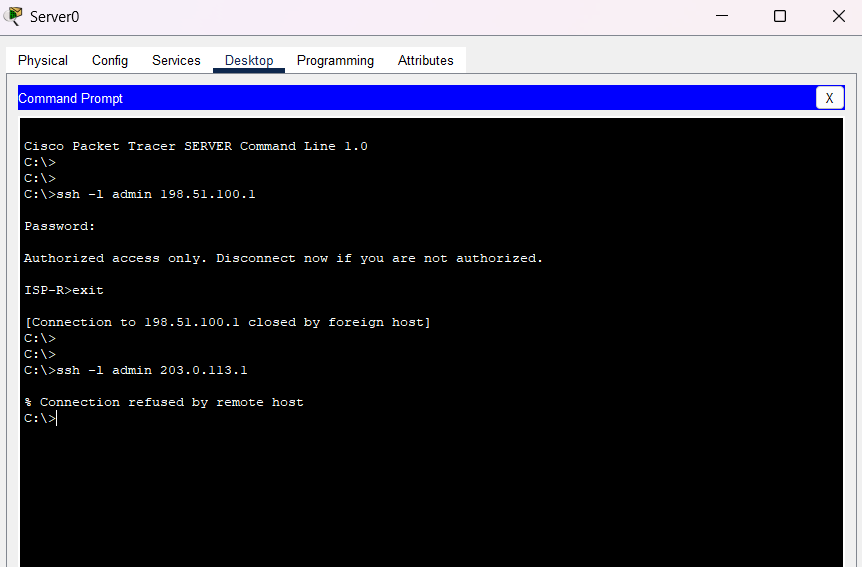 Server0
Physical Config Services Desktop Programming Attributes
Command Prompt X
Cisco Packet Tracer SERVER Command Line 1.0
C:\>
C:\>
C:\>ssh -l admin 198.51.100.1
Password:
Authorized access only. Disconnect now if you are not authorized.
ISP-R>exit
[Connection to 198.51.100.1 closed by foreign host]
C:\>
C:\>
C:\>ssh -l admin 203.0.113.1
% Connection refused by remote host
C:\>